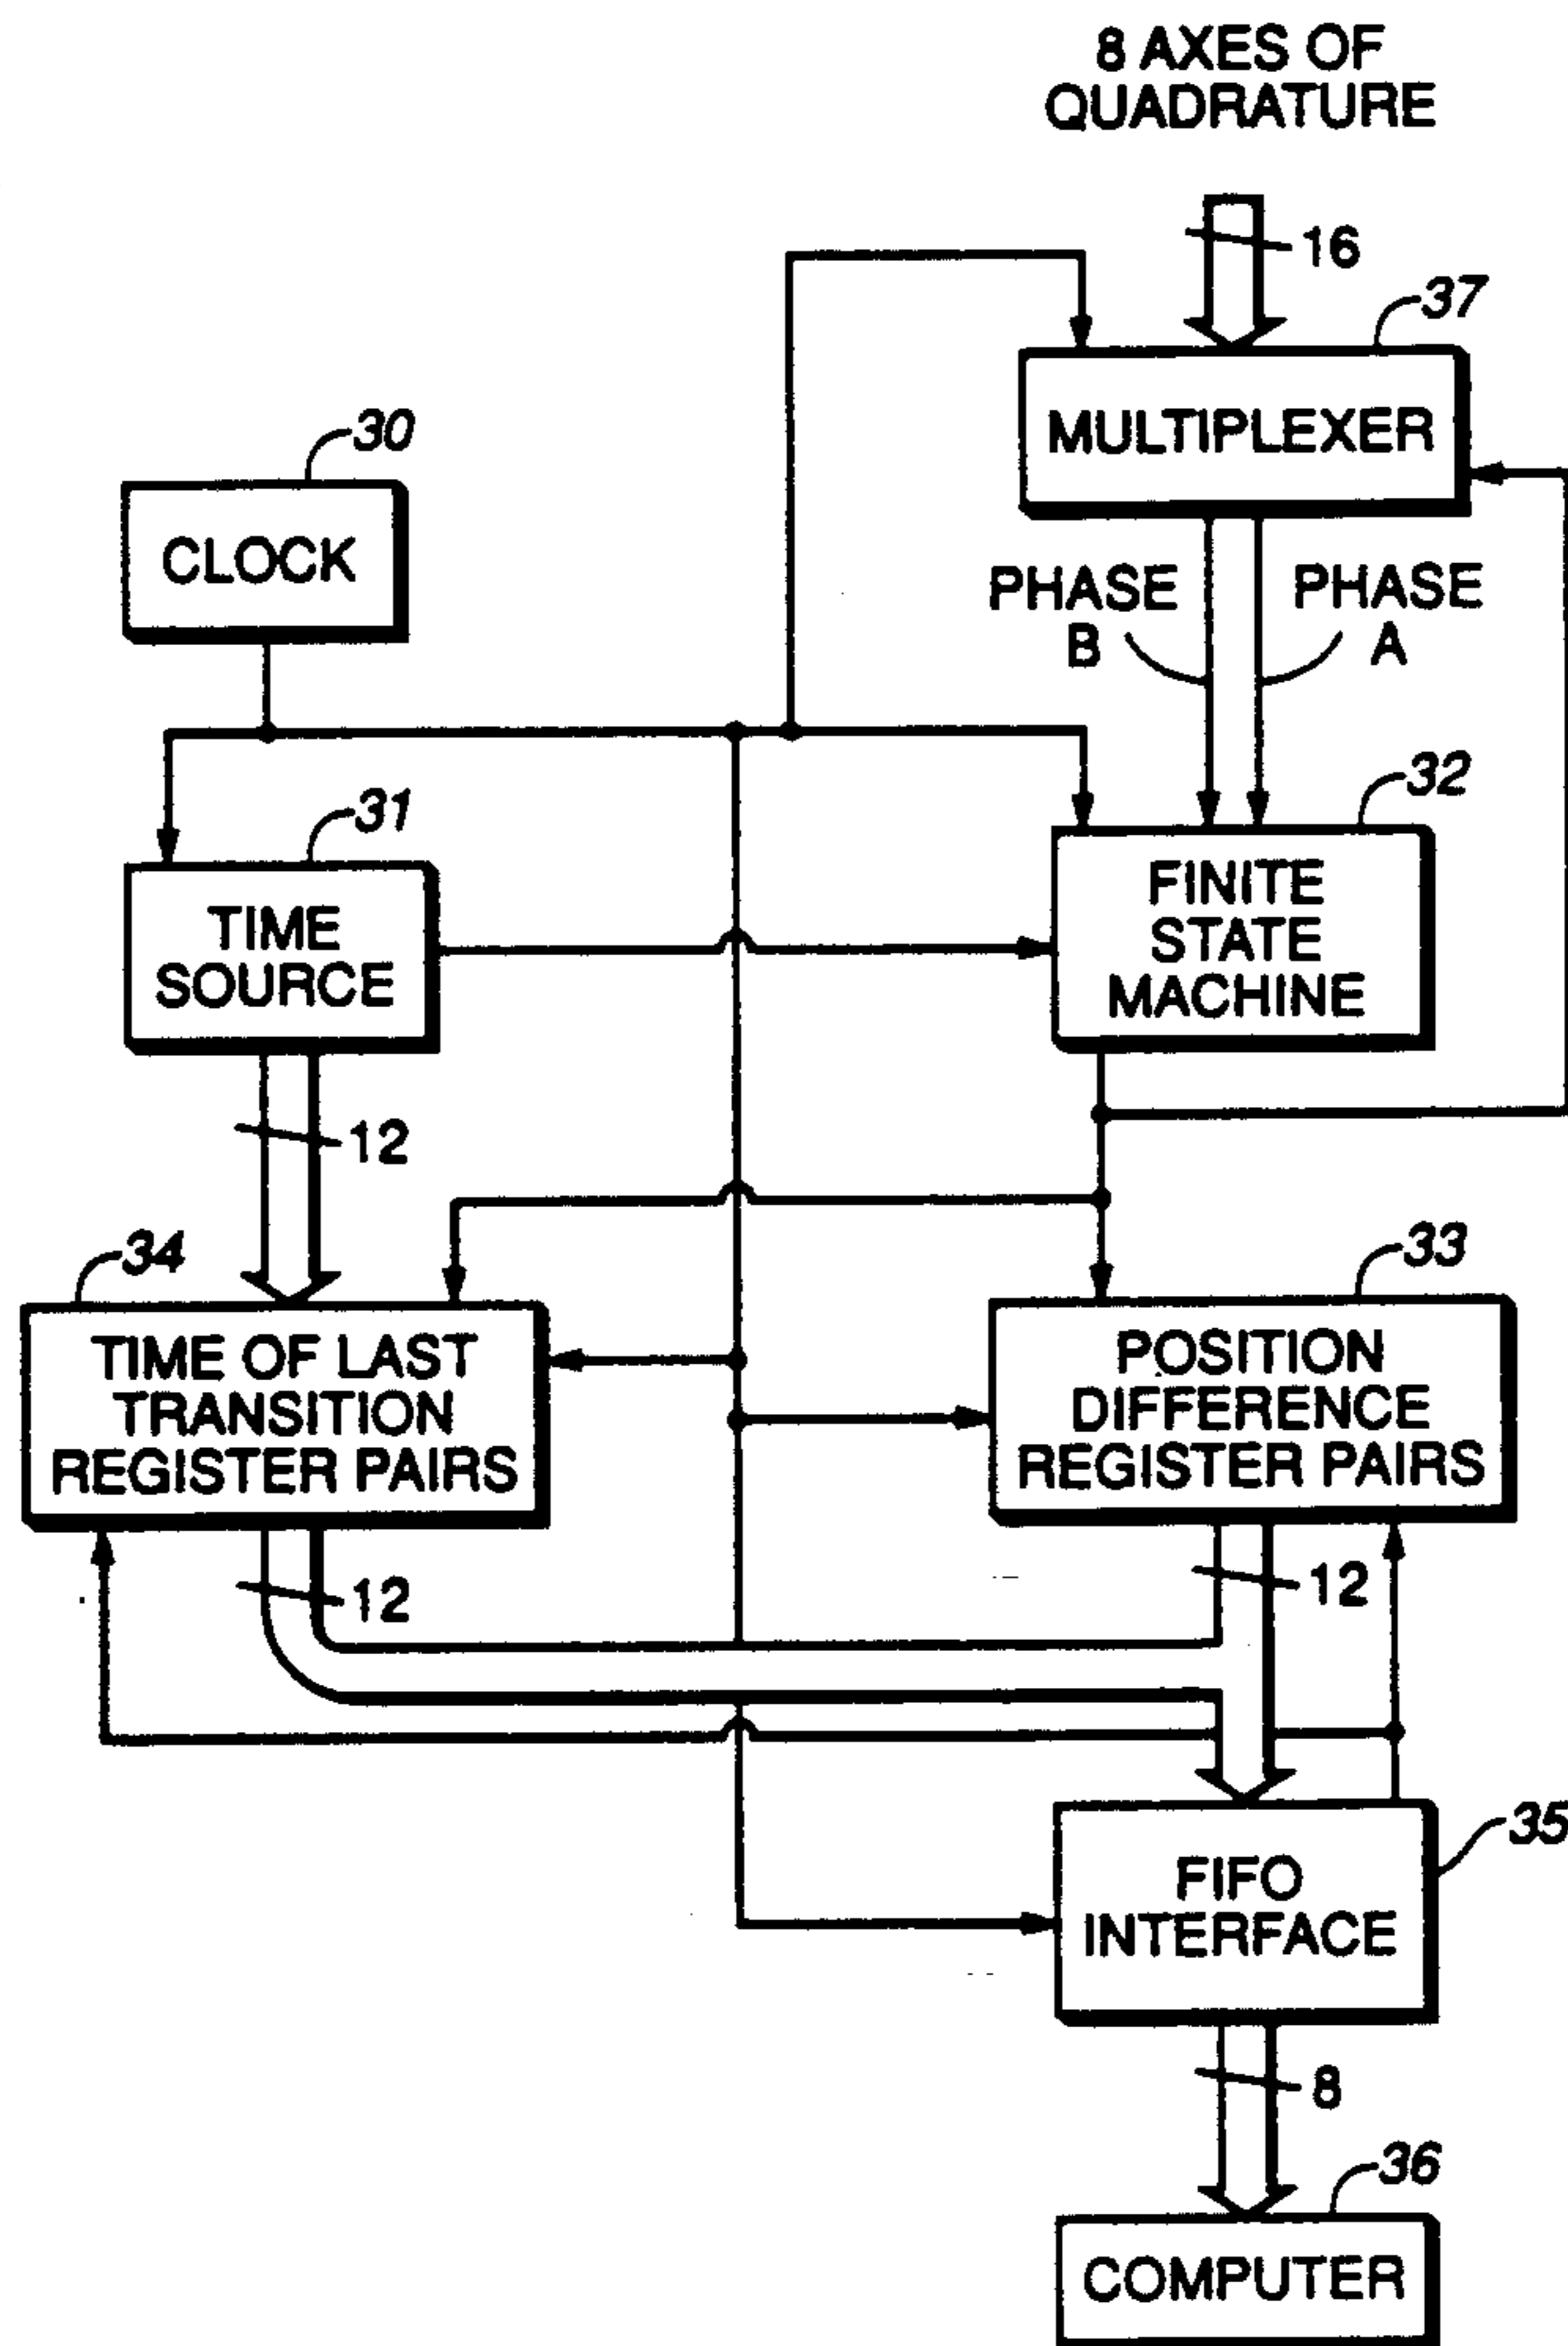 8 AXES OF
QUADRATURE
16
37
MULTIPLEXER
30
CLOCK
PHASE
B
PHASE
A
32
FINITE
STATE
MACHINE
31
TIME
SOURCE
12
34
TIME OF LAST
TRANSITION
REGISTER PAIRS
33
POSITION
DIFFERENCE
REGISTER PAIRS
12
12
35
FIFO
INTERFACE
8
36
COMPUTER